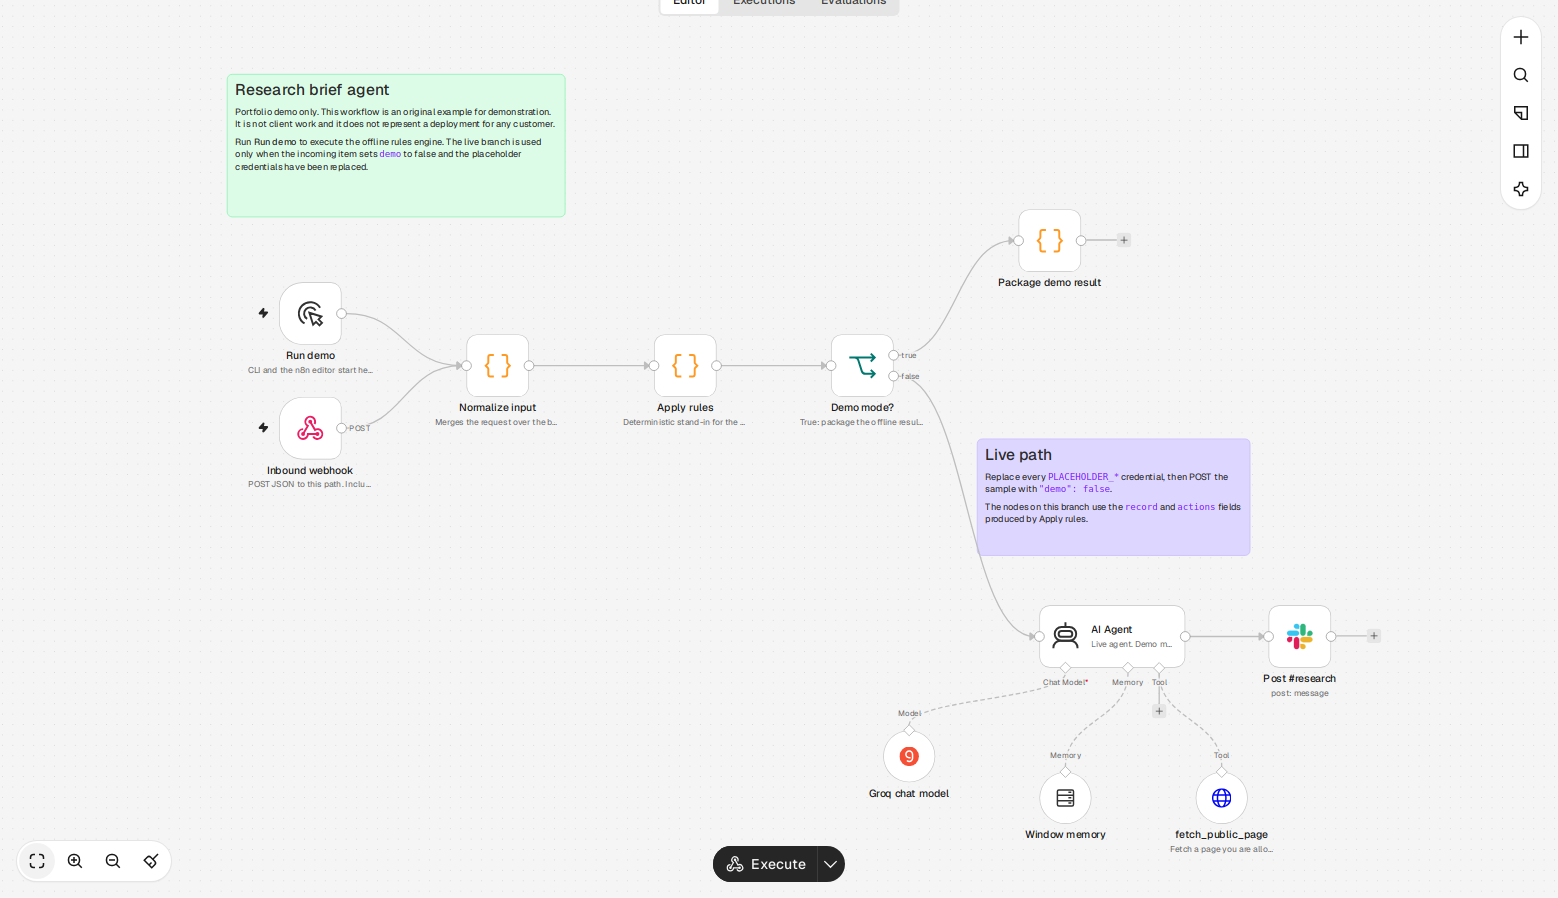 Editor Executions Evaluations
Research brief agent
Portfolio demo only. This workflow is an original example for demonstration.
It is not client work and it does not represent a deployment for any customer.
Run Run demo to execute the offline rules engine. The live branch is used
only when the incoming item sets demo to false and the placeholder
credentials have been replaced.
Package demo result
Run demo
CLI and the n8n editor start he...
true
false
Normalize input
Merges the request over the b...
Apply rules
Deterministic stand-in for the ...
Demo mode?
True: package the offline resul...
POST
Inbound webhook
POST JSON to this path. Inclu...
Live path
Replace every PLACEHOLDER_* credential, then POST the
sample with "demo": false.
The nodes on this branch use the record and actions fields
produced by Apply rules.
AI Agent
Live agent. Demo m...
Chat Model*
Memory
Tool
Post #research
post: message
Model
Groq chat model
Memory
Window memory
Tool
fetch_public_page
Fetch a page you are allo...
Execute